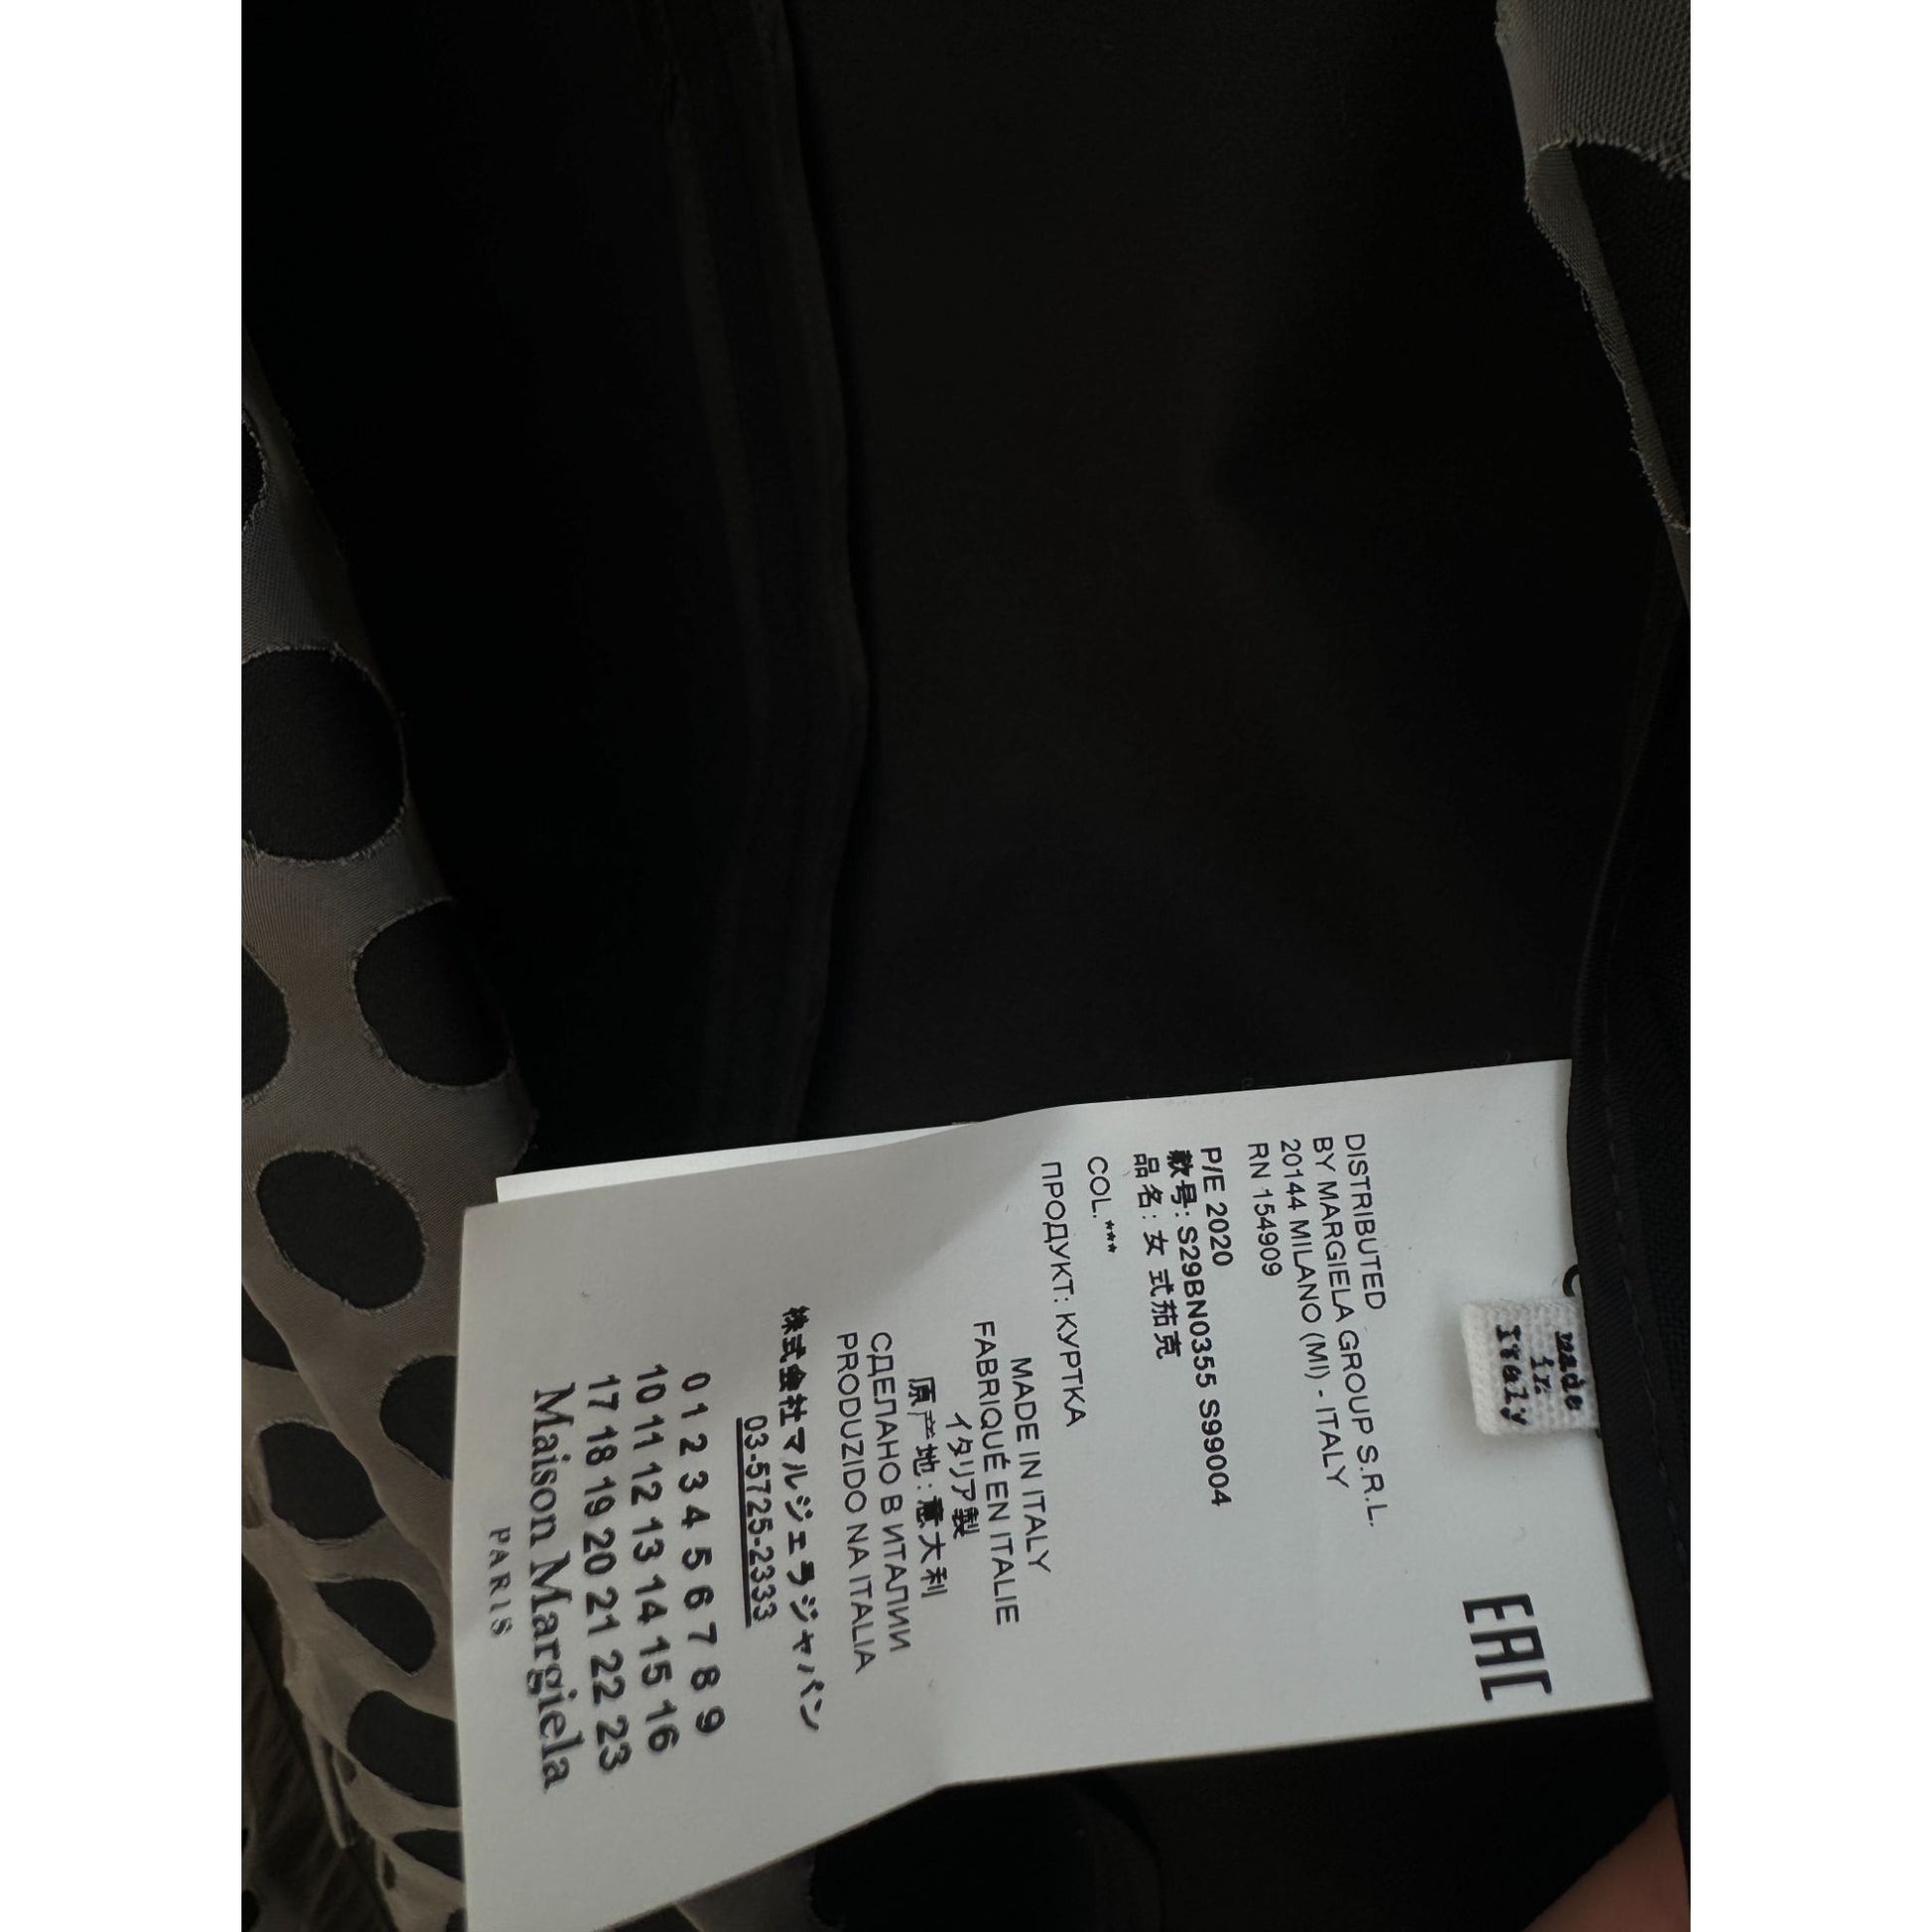 made
in
Italy
EAC
DISTRIBUTED
BY MARGIELA GROUP S.R.L.
20144 MILANO (MI) - ITALY
RN 154909
P/E 2020
款号: S29BN0355 S99004
品名: 女 式茄克
COL.***
ПРОДУКТ: КУРТКА
MADE IN ITALY
FABRIQUÉ EN ITALIE
イタリア製
原产地: 意大利
СДЕЛАНО В ИТАЛИИ
PRODUZIDO NA ITALIA
株式会社マルジェラジャパン
03-5725-2333
0 1 2 3 4 5 6 7 8 9
10 11 12 13 14 15 16
17 18 19 20 21 22 23
Maison Margiela
PARIS